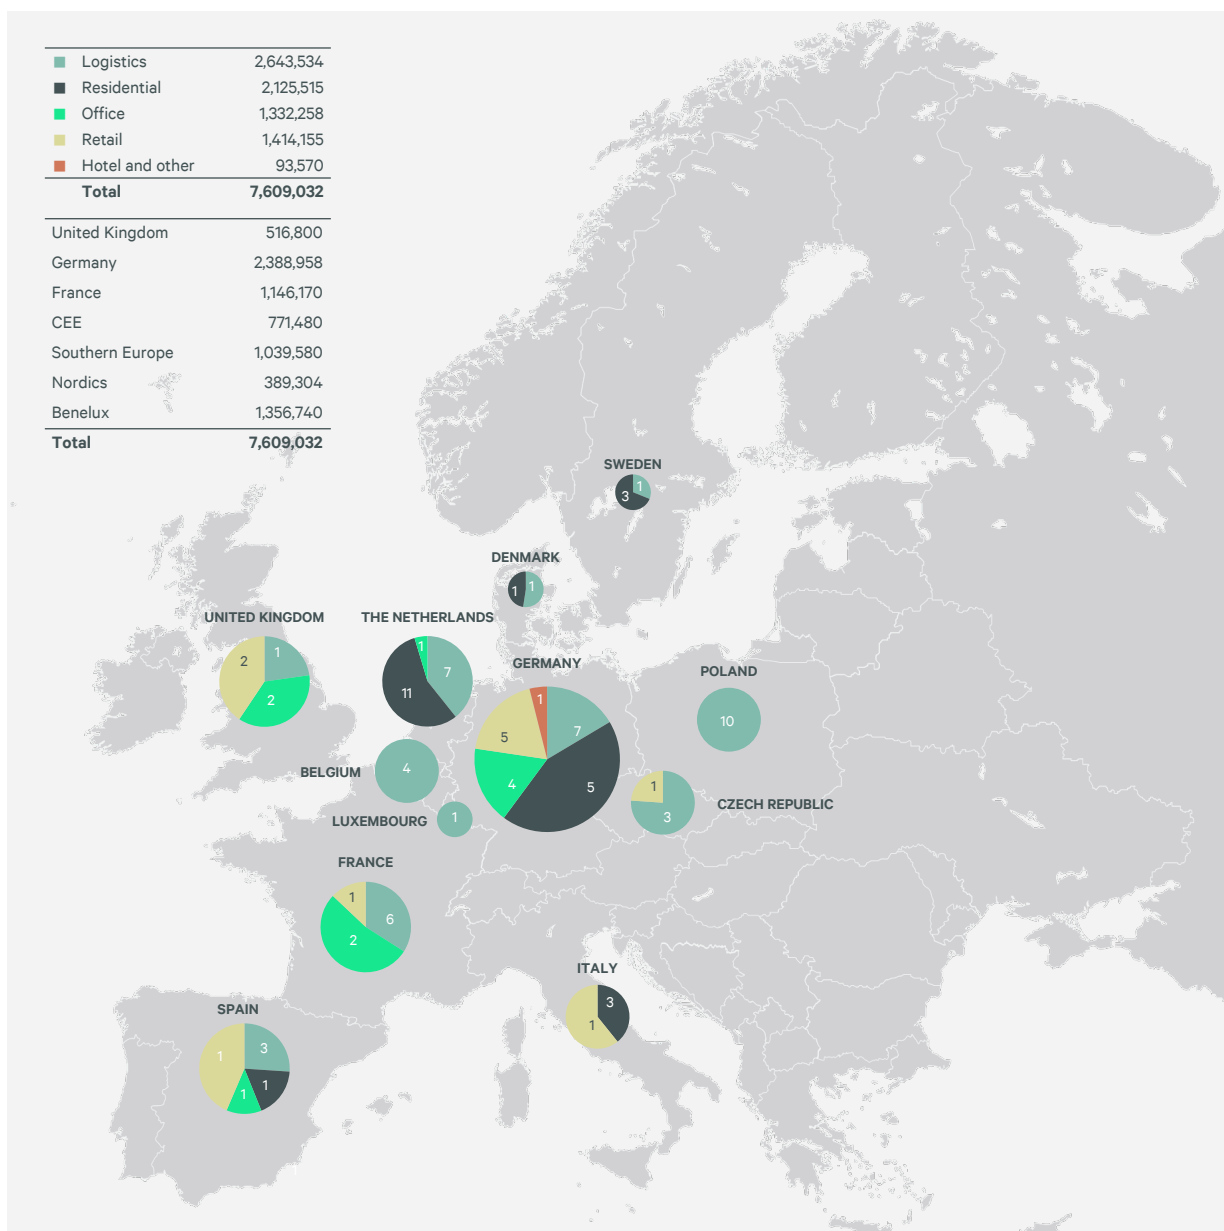 Logistics 2,643,534
Residential 2,125,515
Office 1,332,258
Retail 1,414,155
Hotel and other 93,570
Total 7,609,032
United Kingdom 516,800
Germany 2,388,958
France 1,146,170
CEE 771,480
Southern Europe 1,039,580
Nordics 389,304
Benelux 1,356,740
Total 7,609,032
SWEDEN
1
3
DENMARK
1 1
UNITED KINGDOM
2 1
2
THE NETHERLANDS
1
7
11
GERMANY
1
7
5
4
5
POLAND
10
BELGIUM
4
LUXEMBOURG
1
CZECH REPUBLIC
1
3
FRANCE
1
6
2
ITALY
3
1
SPAIN
1 3
1
1